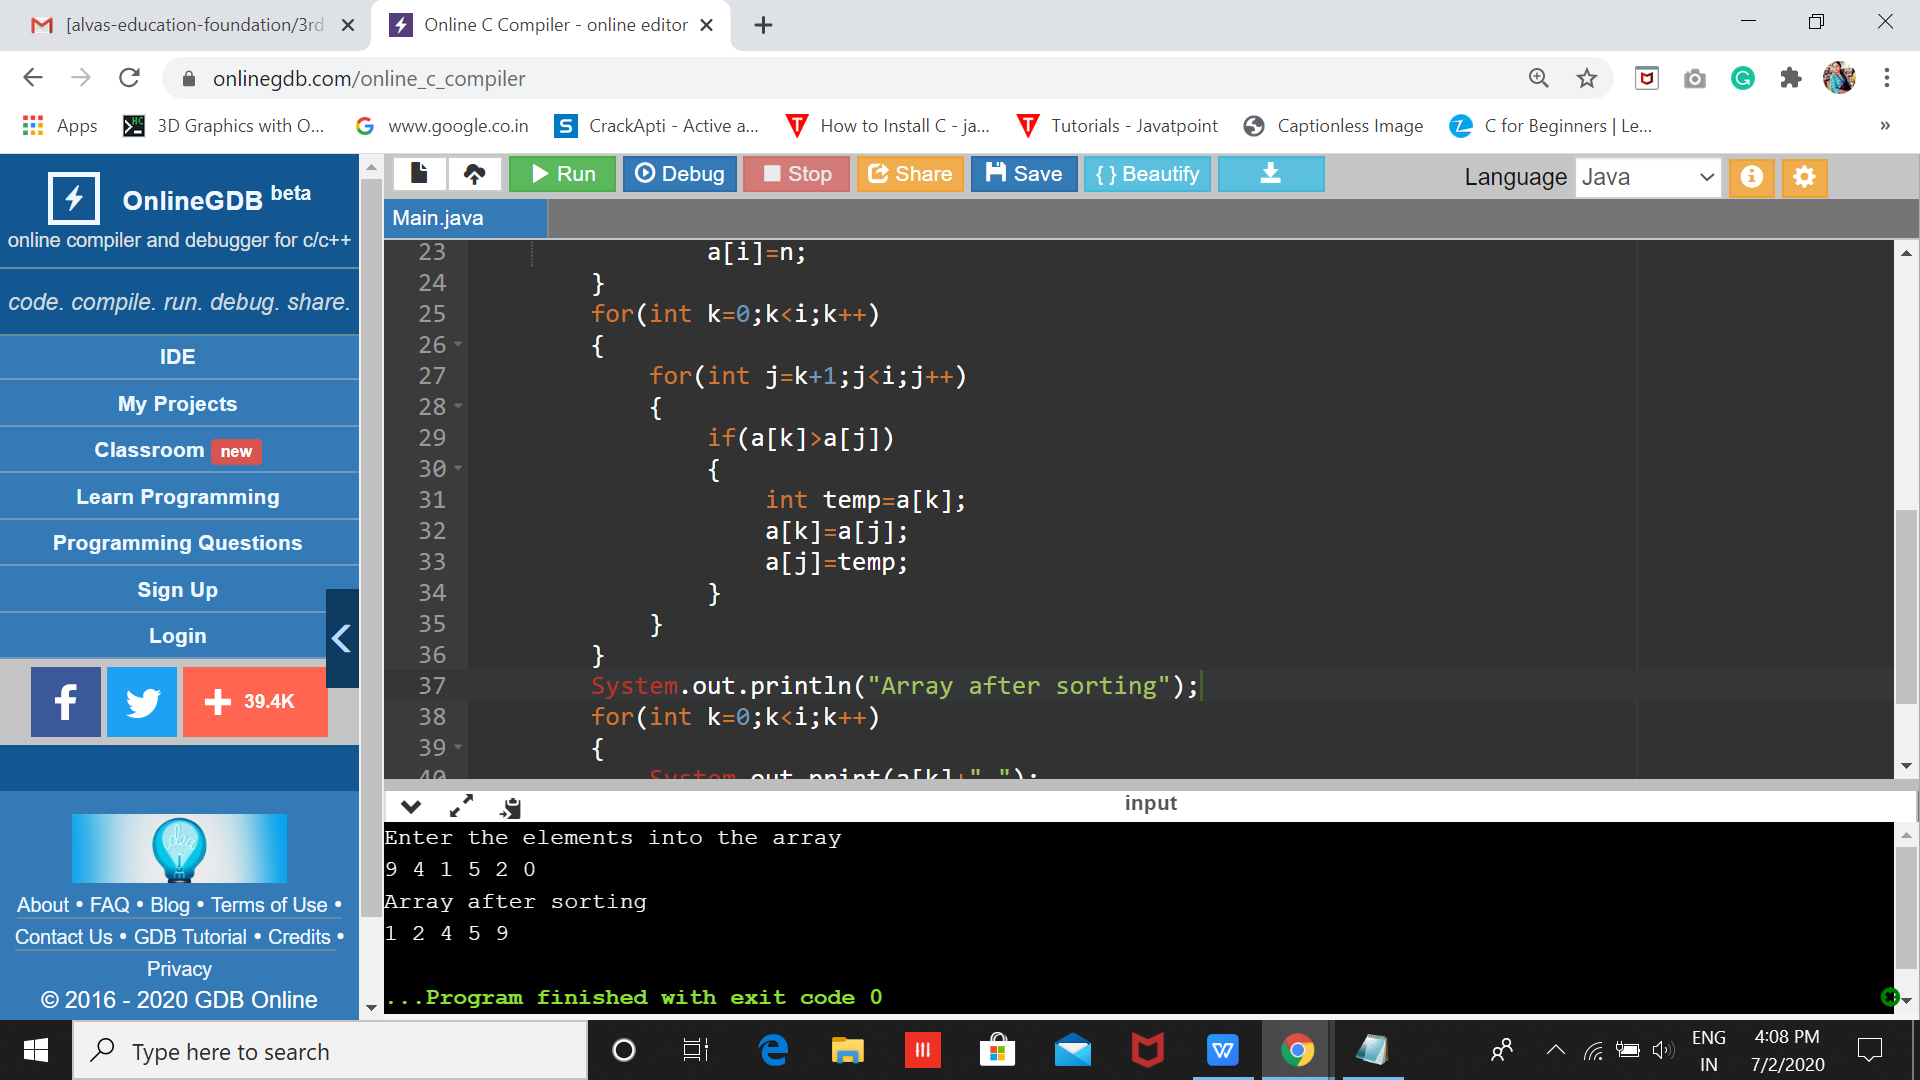 [alvas-education-foundation/3rd
Online C Compiler - online editor
onlinegdb.com/online_c_compiler
Apps
3D Graphics with O...
www.google.co.in
CrackApti - Active a...
How to Install C - ja...
Tutorials - Javatpoint
Captionless Image
C for Beginners | Le...
OnlineGDB beta
online compiler and debugger for c/c++
code. compile. run. debug. share.
IDE
My Projects
Classroom new
Learn Programming
Programming Questions
Sign Up
Login
39.4K
idea
About • FAQ • Blog • Terms of Use •
Contact Us • GDB Tutorial • Credits •
Privacy
© 2016 - 2020 GDB Online
Run
Debug
Stop
Share
Save
{ } Beautify
Language Java
Main.java
23 a[i]=n;
24 }
25 for(int k=0;k<i;k++)
26 {
27 for(int j=k+1;j<i;j++)
28 {
29 if(a[k]>a[j])
30 {
31 int temp=a[k];
32 a[k]=a[j];
33 a[j]=temp;
34 }
35 }
36 }
37 System.out.println("Array after sorting");
38 for(int k=0;k<i;k++)
39 {
40 System.out.print(a[k]+" ");
input
Enter the elements into the array
9 4 1 5 2 0
Array after sorting
1 2 4 5 9
...Program finished with exit code 0
Type here to search
ENG
IN
4:08 PM
7/2/2020